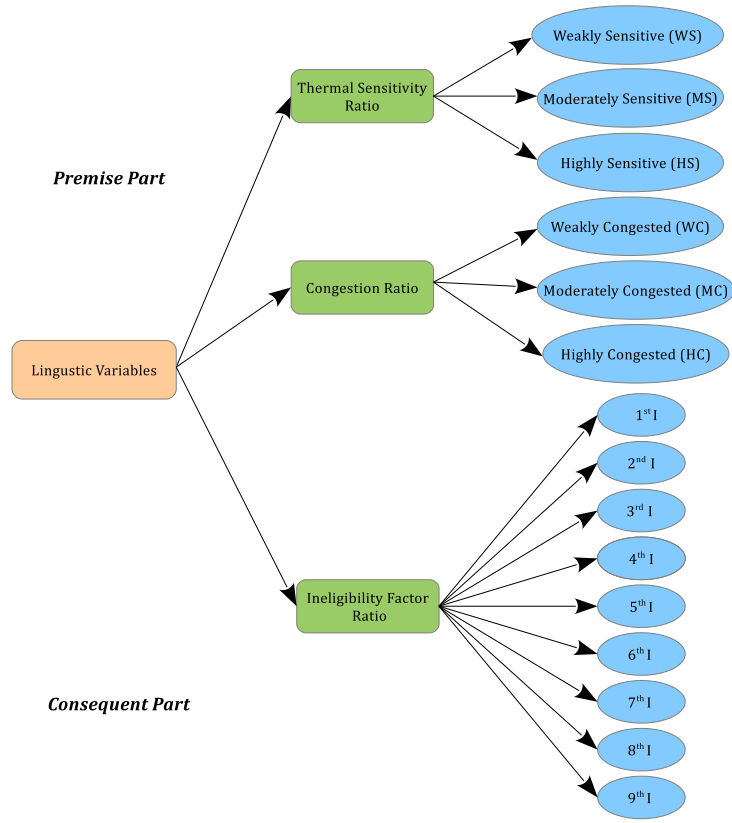 Weakly Sensitive (WS)
Thermal Sensitivity
Ratio
Moderately Sensitive (MS)
Highly Sensitive (HS)
Premise Part
Weakly Congested (WC)
Congestion Ratio
Moderately Congested (MC)
Highly Congested (HC)
Lingustic Variables
1st I
2nd I
3rd I
4th I
5th I
Ineligibility Factor
Ratio
6th I
7th I
8th I
9th I
Consequent Part